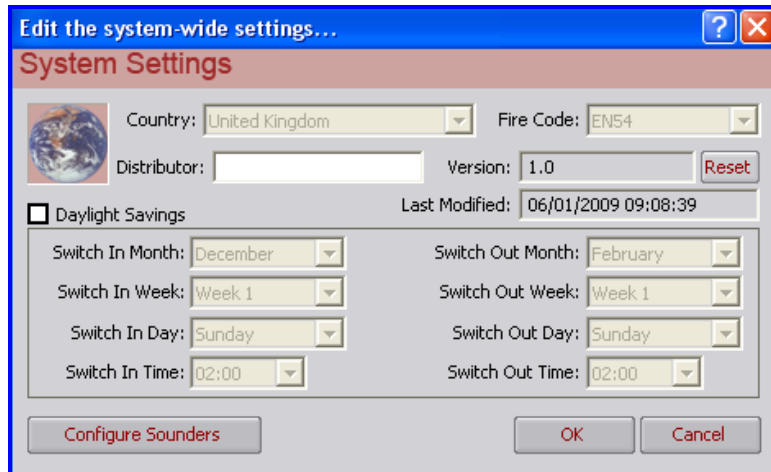 Edit the system-wide settings...
System Settings
Country: United Kingdom Fire Code: EN54
Distributor: Version: 1.0 Reset
Last Modified: 06/01/2009 09:08:39
Daylight Savings
Switch In Month: December Switch Out Month: February
Switch In Week: Week 1 Switch Out Week: Week 1
Switch In Day: Sunday Switch Out Day: Sunday
Switch In Time: 02:00 Switch Out Time: 02:00
Configure Sounders OK Cancel